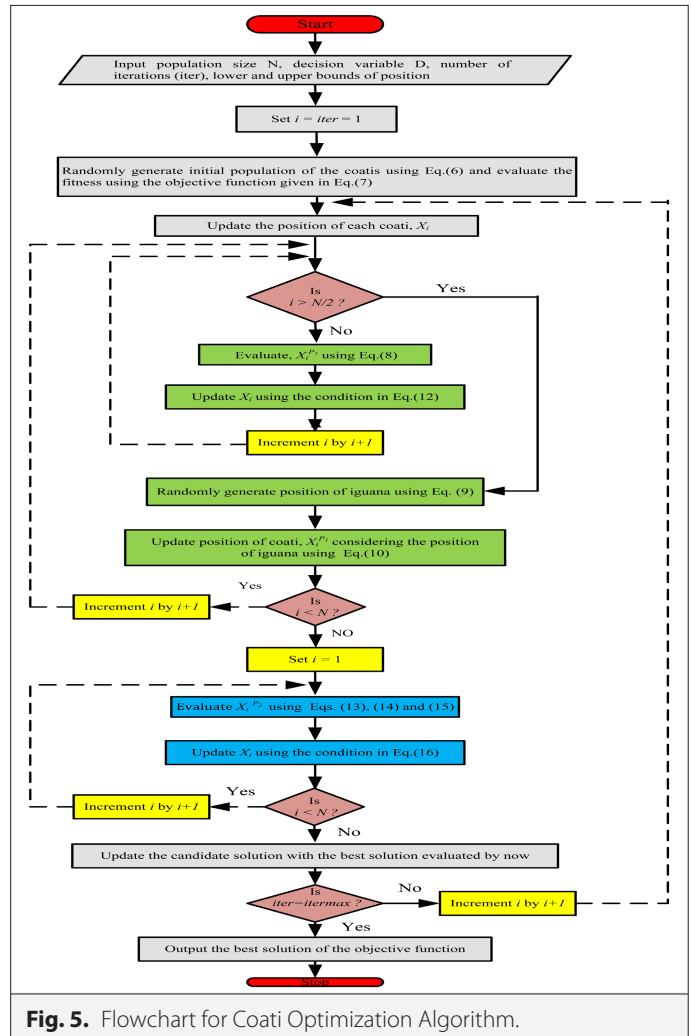 Start
Input population size N, decision variable D, number of
iterations (iter), lower and upper bounds of position
Set i = iter = 1
Randomly generate initial population of the coatis using Eq.(6) and evaluate the
fitness using the objective function given in Eq.(7)
Update the position of each coati, Xi
Is
i > N/2 ?
Yes
No
Evaluate, Xi^P1 using Eq.(8)
Update Xi using the condition in Eq.(12)
Increment i by i+1
Randomly generate position of iguana using Eq. (9)
Update position of coati, Xi^P1 considering the position
of iguana using Eq.(10)
Yes
Increment i by i+1
Is
i < N ?
NO
Set i = 1
Evaluate Xi^P2 using Eqs. (13), (14) and (15)
Update Xi using the condition in Eq.(16)
Yes
Increment i by i+1
Is
i < N ?
No
Update the candidate solution with the best solution evaluated by now
Is
iter=itermax ?
No
Increment i by i+1
Yes
Output the best solution of the objective function
Stop
Fig. 5. Flowchart for Coati Optimization Algorithm.